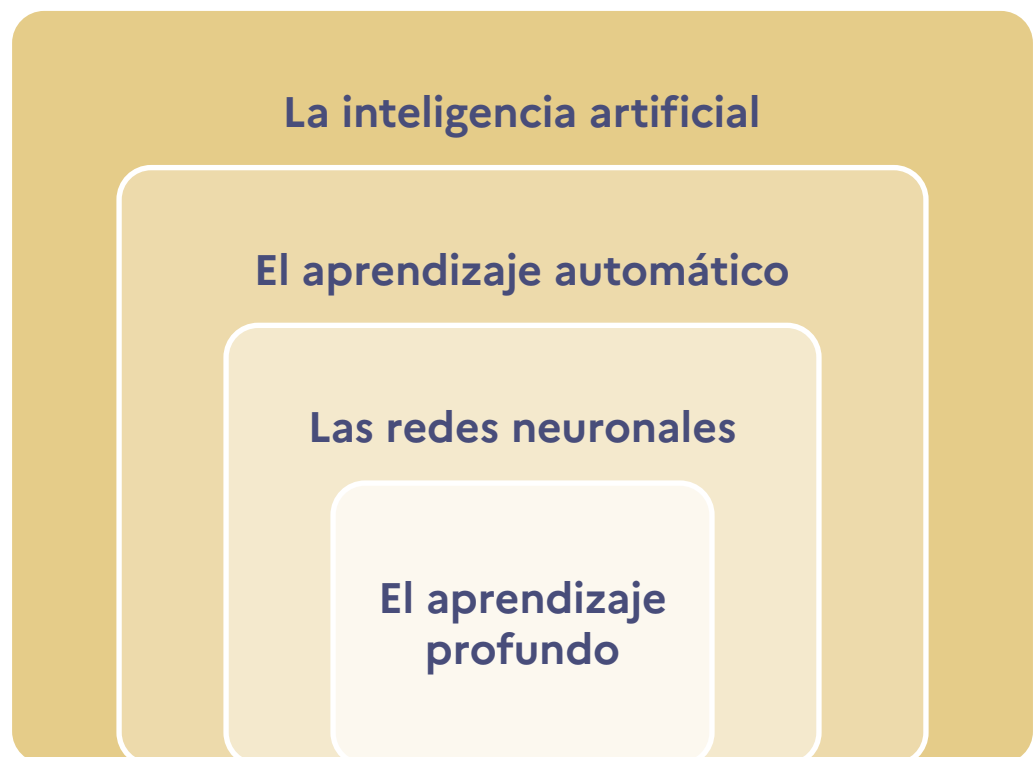 La inteligencia artificial
El aprendizaje automático
Las redes neuronales
El aprendizaje
profundo